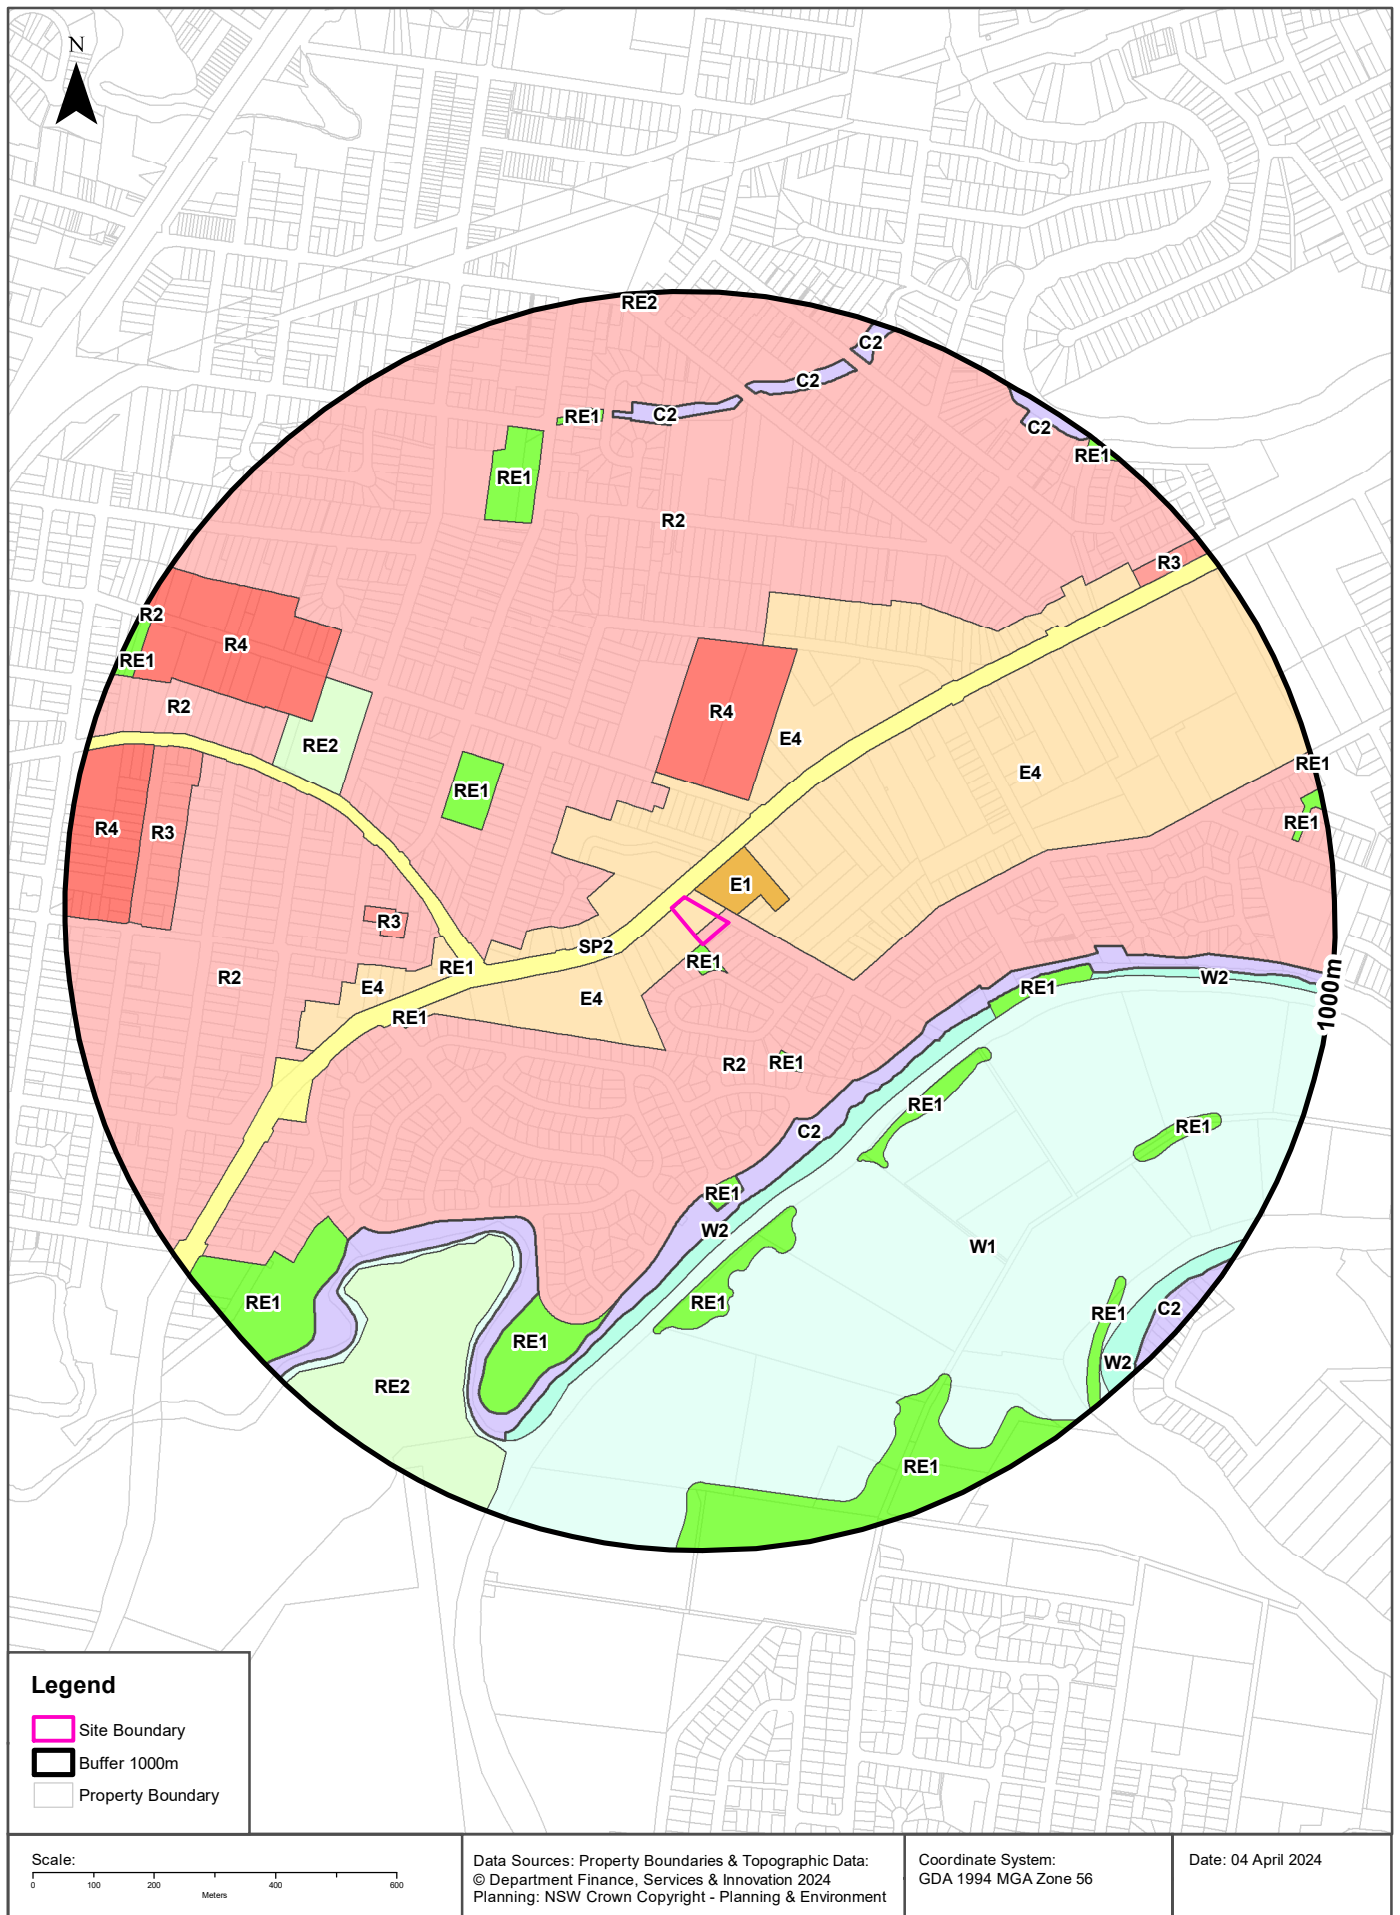 N
RE2
C2
C2
C2
RE1
C2
RE1
RE1
R2
R3
R2
R4
RE1
R2
R4
RE2
E4
RE1
E4
RE1
RE1
R4
R3
E1
R3
SP2
RE1
RE1
R2
W2
E4
RE1
E4
1000m
RE1
R2
RE1
RE1
RE1
C2
RE1
W2
W1
RE1
RE1
RE1
C2
RE1
W2
RE2
RE1
Legend
Site Boundary
Buffer 1000m
Property Boundary
Scale:
0 100 200 400 600
Meters
Data Sources: Property Boundaries & Topographic Data:
© Department Finance, Services & Innovation 2024
Planning: NSW Crown Copyright - Planning & Environment
Coordinate System:
GDA 1994 MGA Zone 56
Date: 04 April 2024